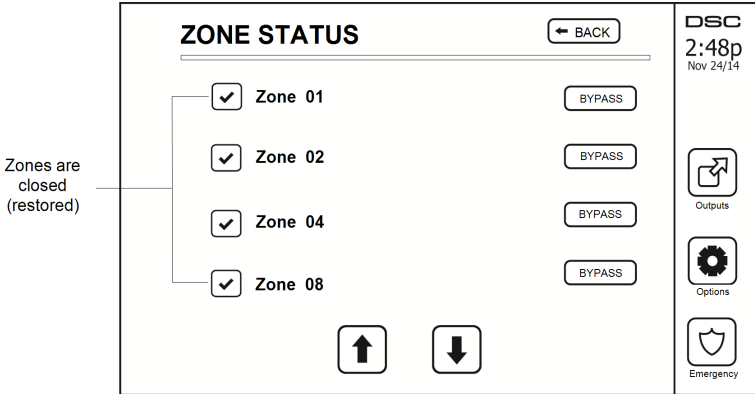 ZONE STATUS
BACK
DSC
2:48p
Nov 24/14
Zone 01
BYPASS
Zone 02
BYPASS
Zones are
closed
(restored)
Zone 04
BYPASS
Zone 08
BYPASS
Outputs
Options
Emergency